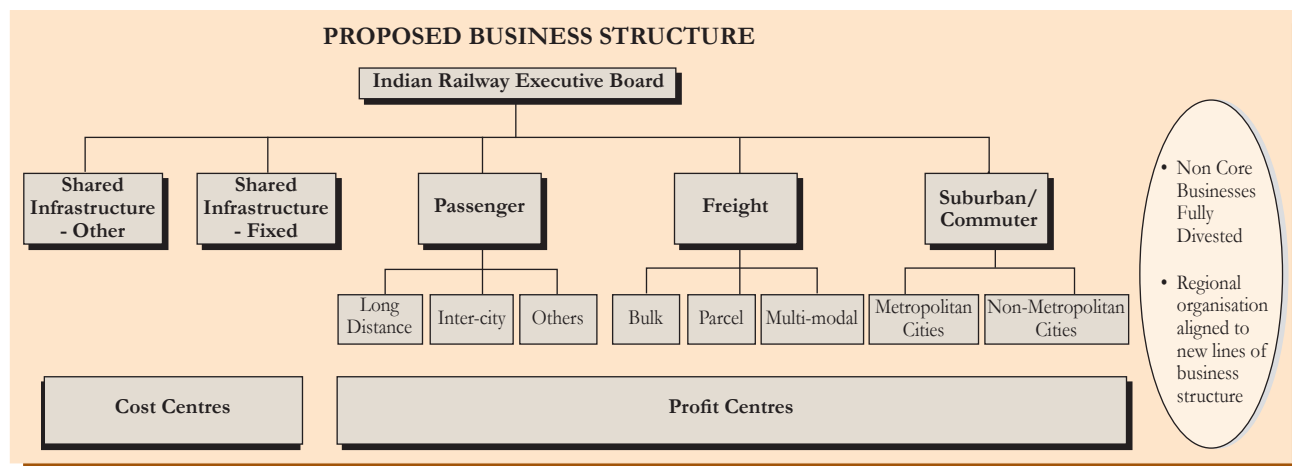 PROPOSED BUSINESS STRUCTURE
Indian Railway Executive Board
Shared
Infrastructure
- Other
Shared
Infrastructure
- Fixed
Passenger
Freight
Suburban/
Commuter
Long
Distance
Inter-city
Others
Bulk
Parcel
Multi-modal
Metropolitan
Cities
Non-Metropolitan
Cities
Cost Centres
Profit Centres
• Non Core
Businesses
Fully
Divested
• Regional
organisation
aligned to
new lines of
business
structure